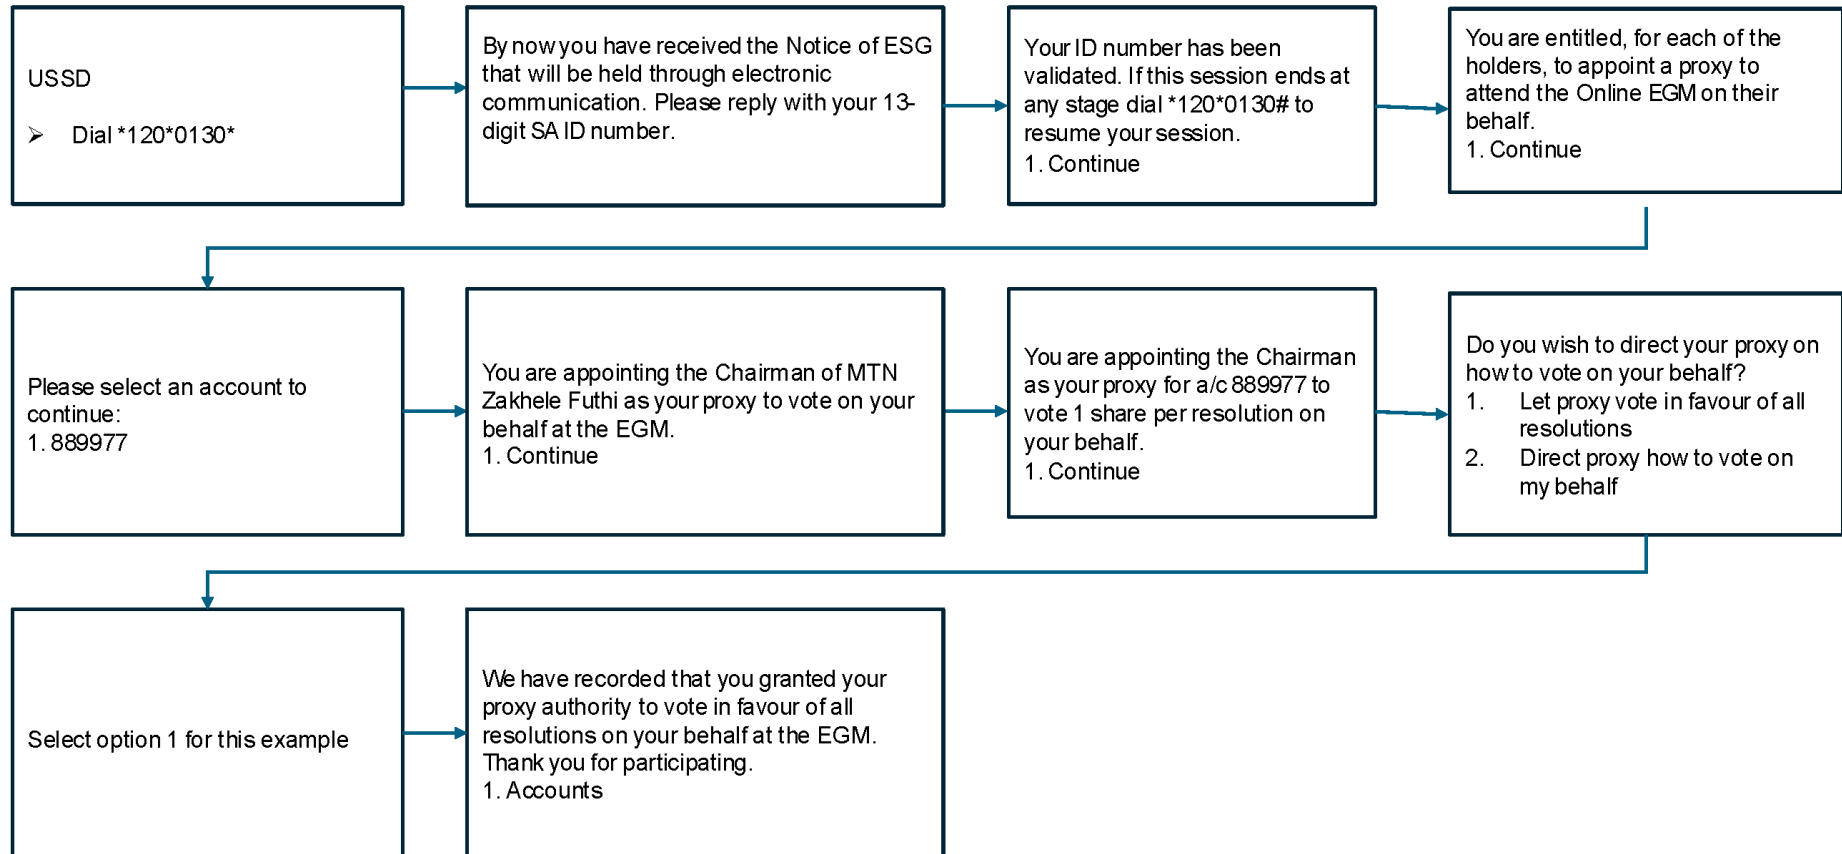 USSD
➢ Dial *120*0130*
By now you have received the Notice of ESG
that will be held through electronic
communication. Please reply with your 13-
digit SA ID number.
Your ID number has been
validated. If this session ends at
any stage dial *120*0130# to
resume your session.
1. Continue
You are entitled, for each of the
holders, to appoint a proxy to
attend the Online EGM on their
behalf.
1. Continue
Please select an account to
continue:
1. 889977
You are appointing the Chairman of MTN
Zakhele Futhi as your proxy to vote on your
behalf at the EGM.
1. Continue
You are appointing the Chairman
as your proxy for a/c 889977 to
vote 1 share per resolution on
your behalf.
1. Continue
Do you wish to direct your proxy on
how to vote on your behalf?
1. Let proxy vote in favour of all
resolutions
2. Direct proxy how to vote on
my behalf
Select option 1 for this example
We have recorded that you granted your
proxy authority to vote in favour of all
resolutions on your behalf at the EGM.
Thank you for participating.
1. Accounts